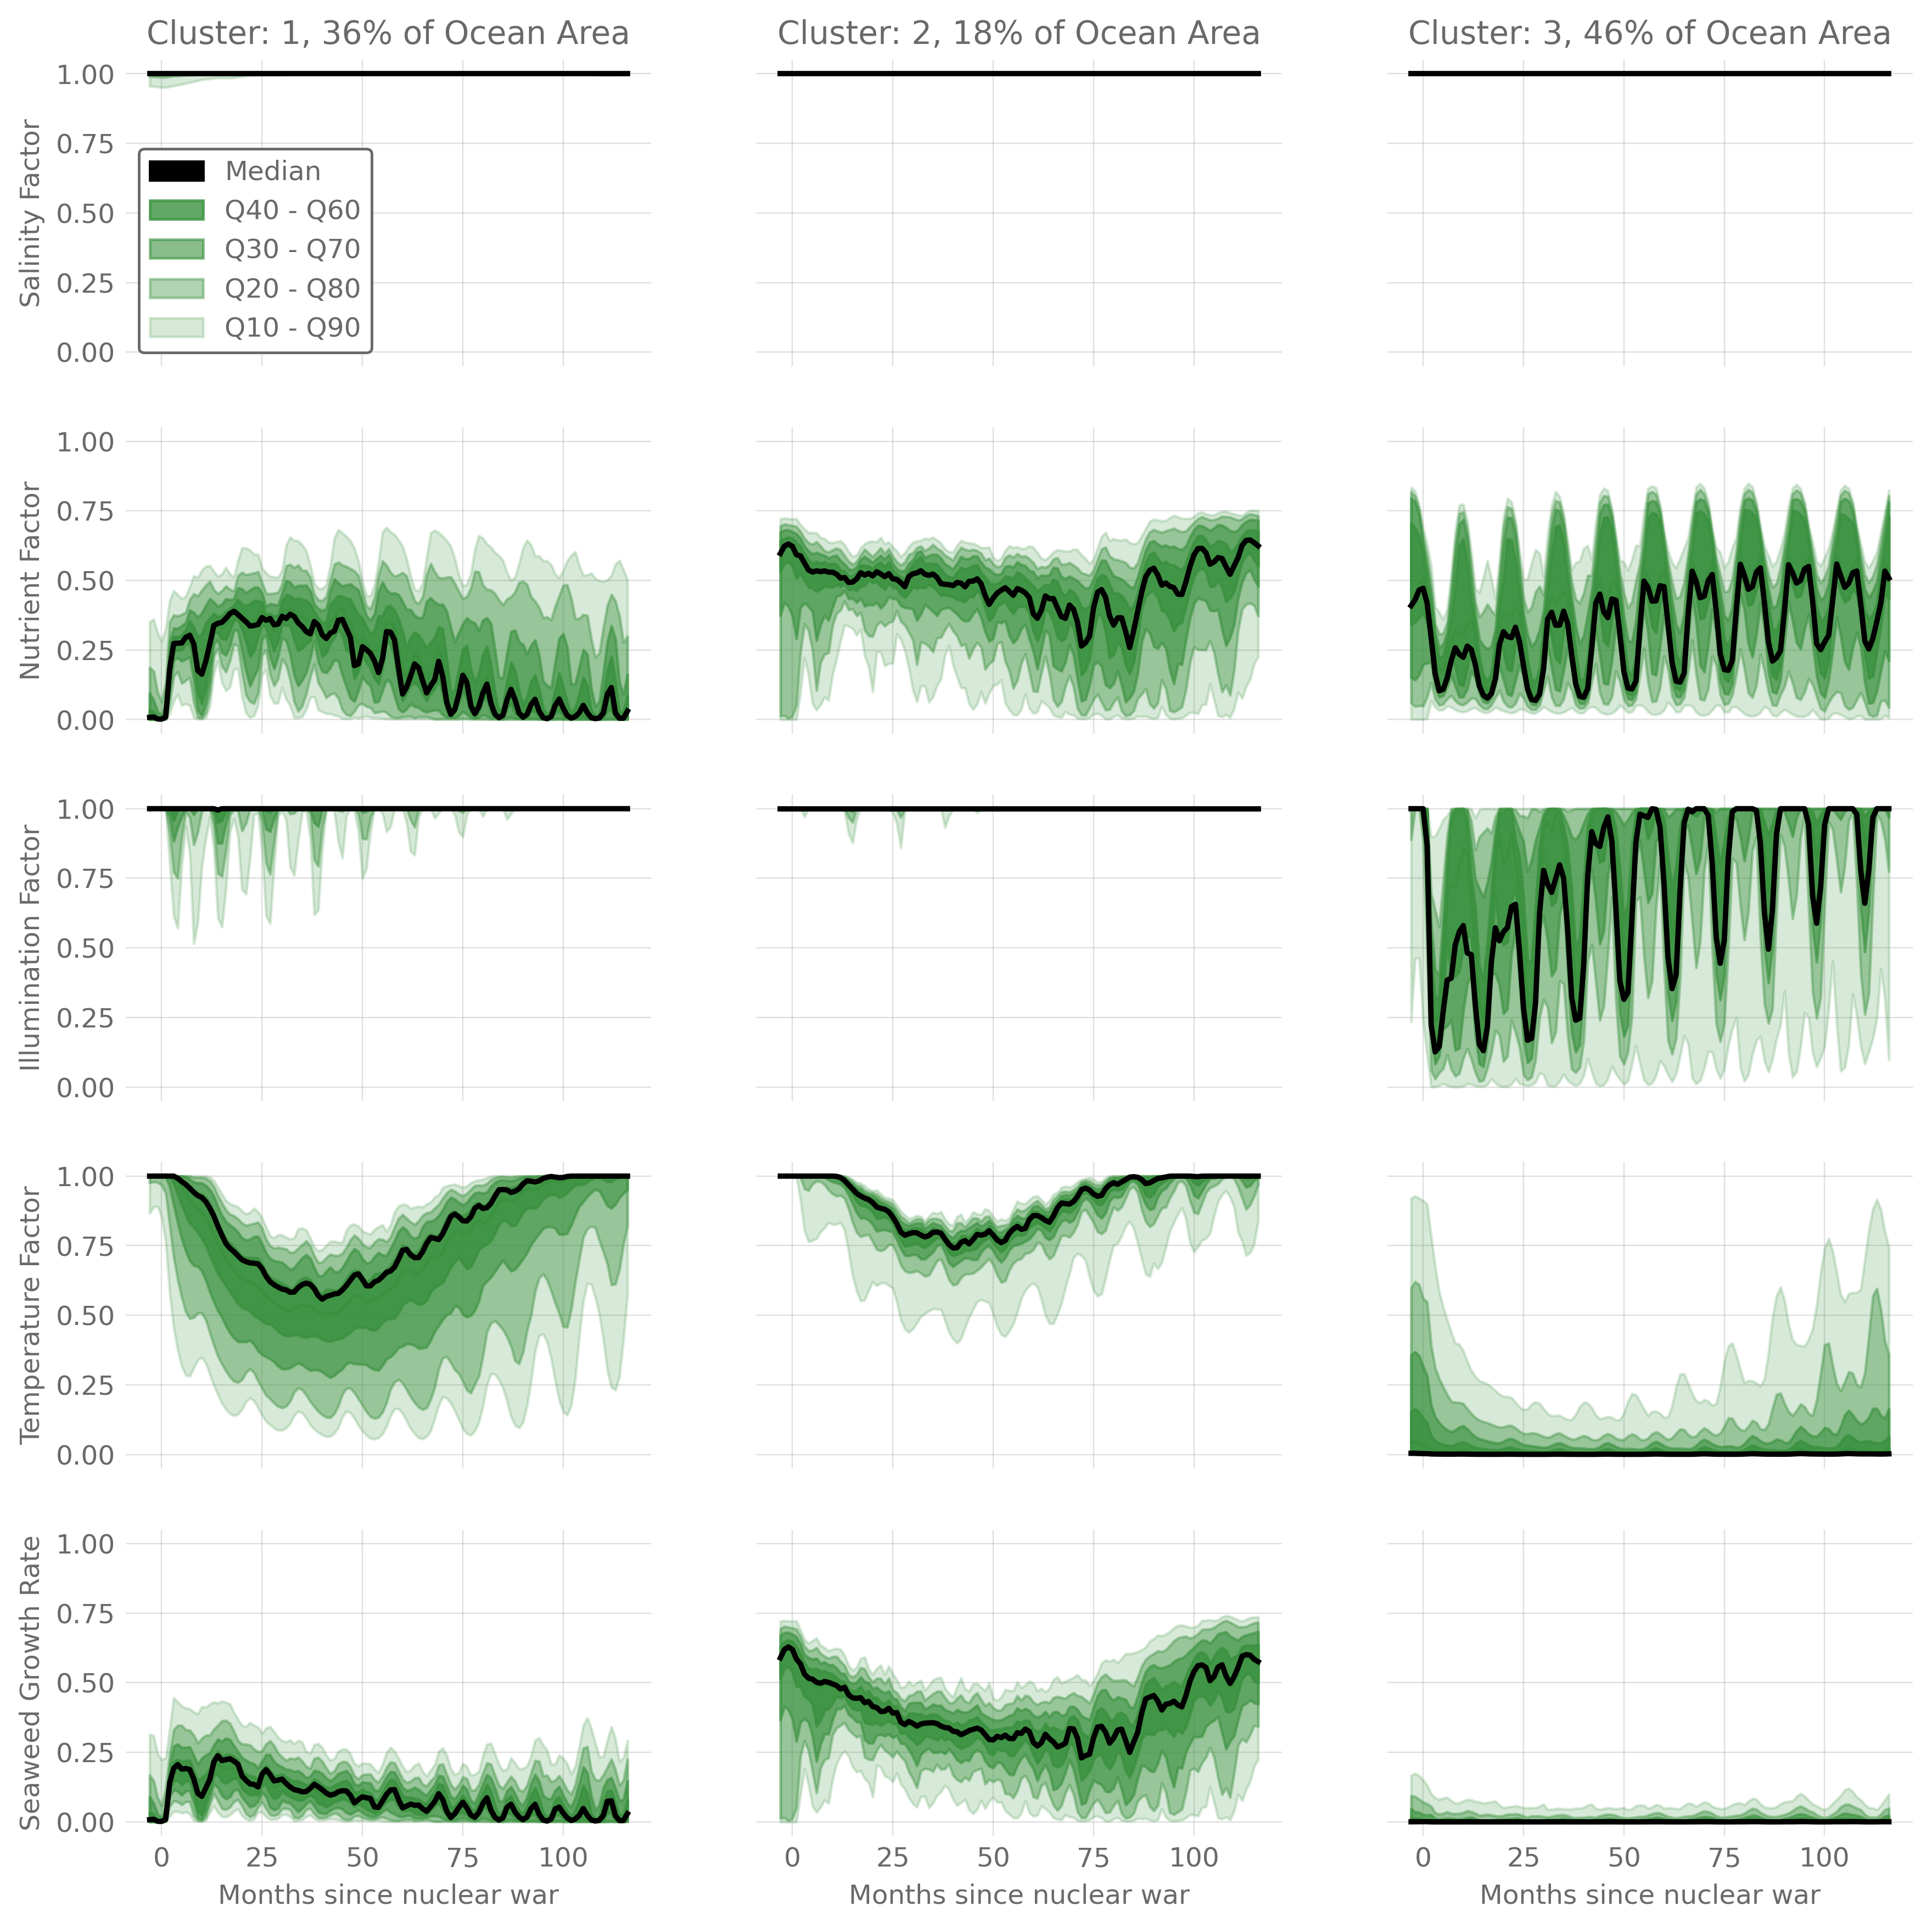 Cluster: 1, 36% of Ocean Area
Cluster: 2, 18% of Ocean Area
Cluster: 3, 46% of Ocean Area
Salinity Factor
1.00
0.75
0.50
0.25
0.00
Median
Q40 - Q60
Q30 - Q70
Q20 - Q80
Q10 - Q90
Nutrient Factor
1.00
0.75
0.50
0.25
0.00
Illumination Factor
1.00
0.75
0.50
0.25
0.00
Temperature Factor
1.00
0.75
0.50
0.25
0.00
Seaweed Growth Rate
1.00
0.75
0.50
0.25
0.00
0 25 50 75 100
0 25 50 75 100
0 25 50 75 100
Months since nuclear war
Months since nuclear war
Months since nuclear war